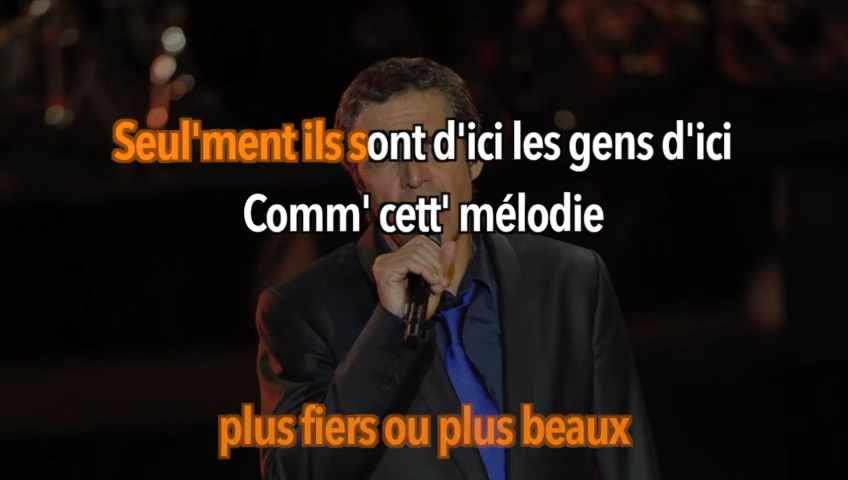 Seul'ment ils sont d'ici les gens d'ici
Comm' cett' mélodie
plus fiers ou plus beaux